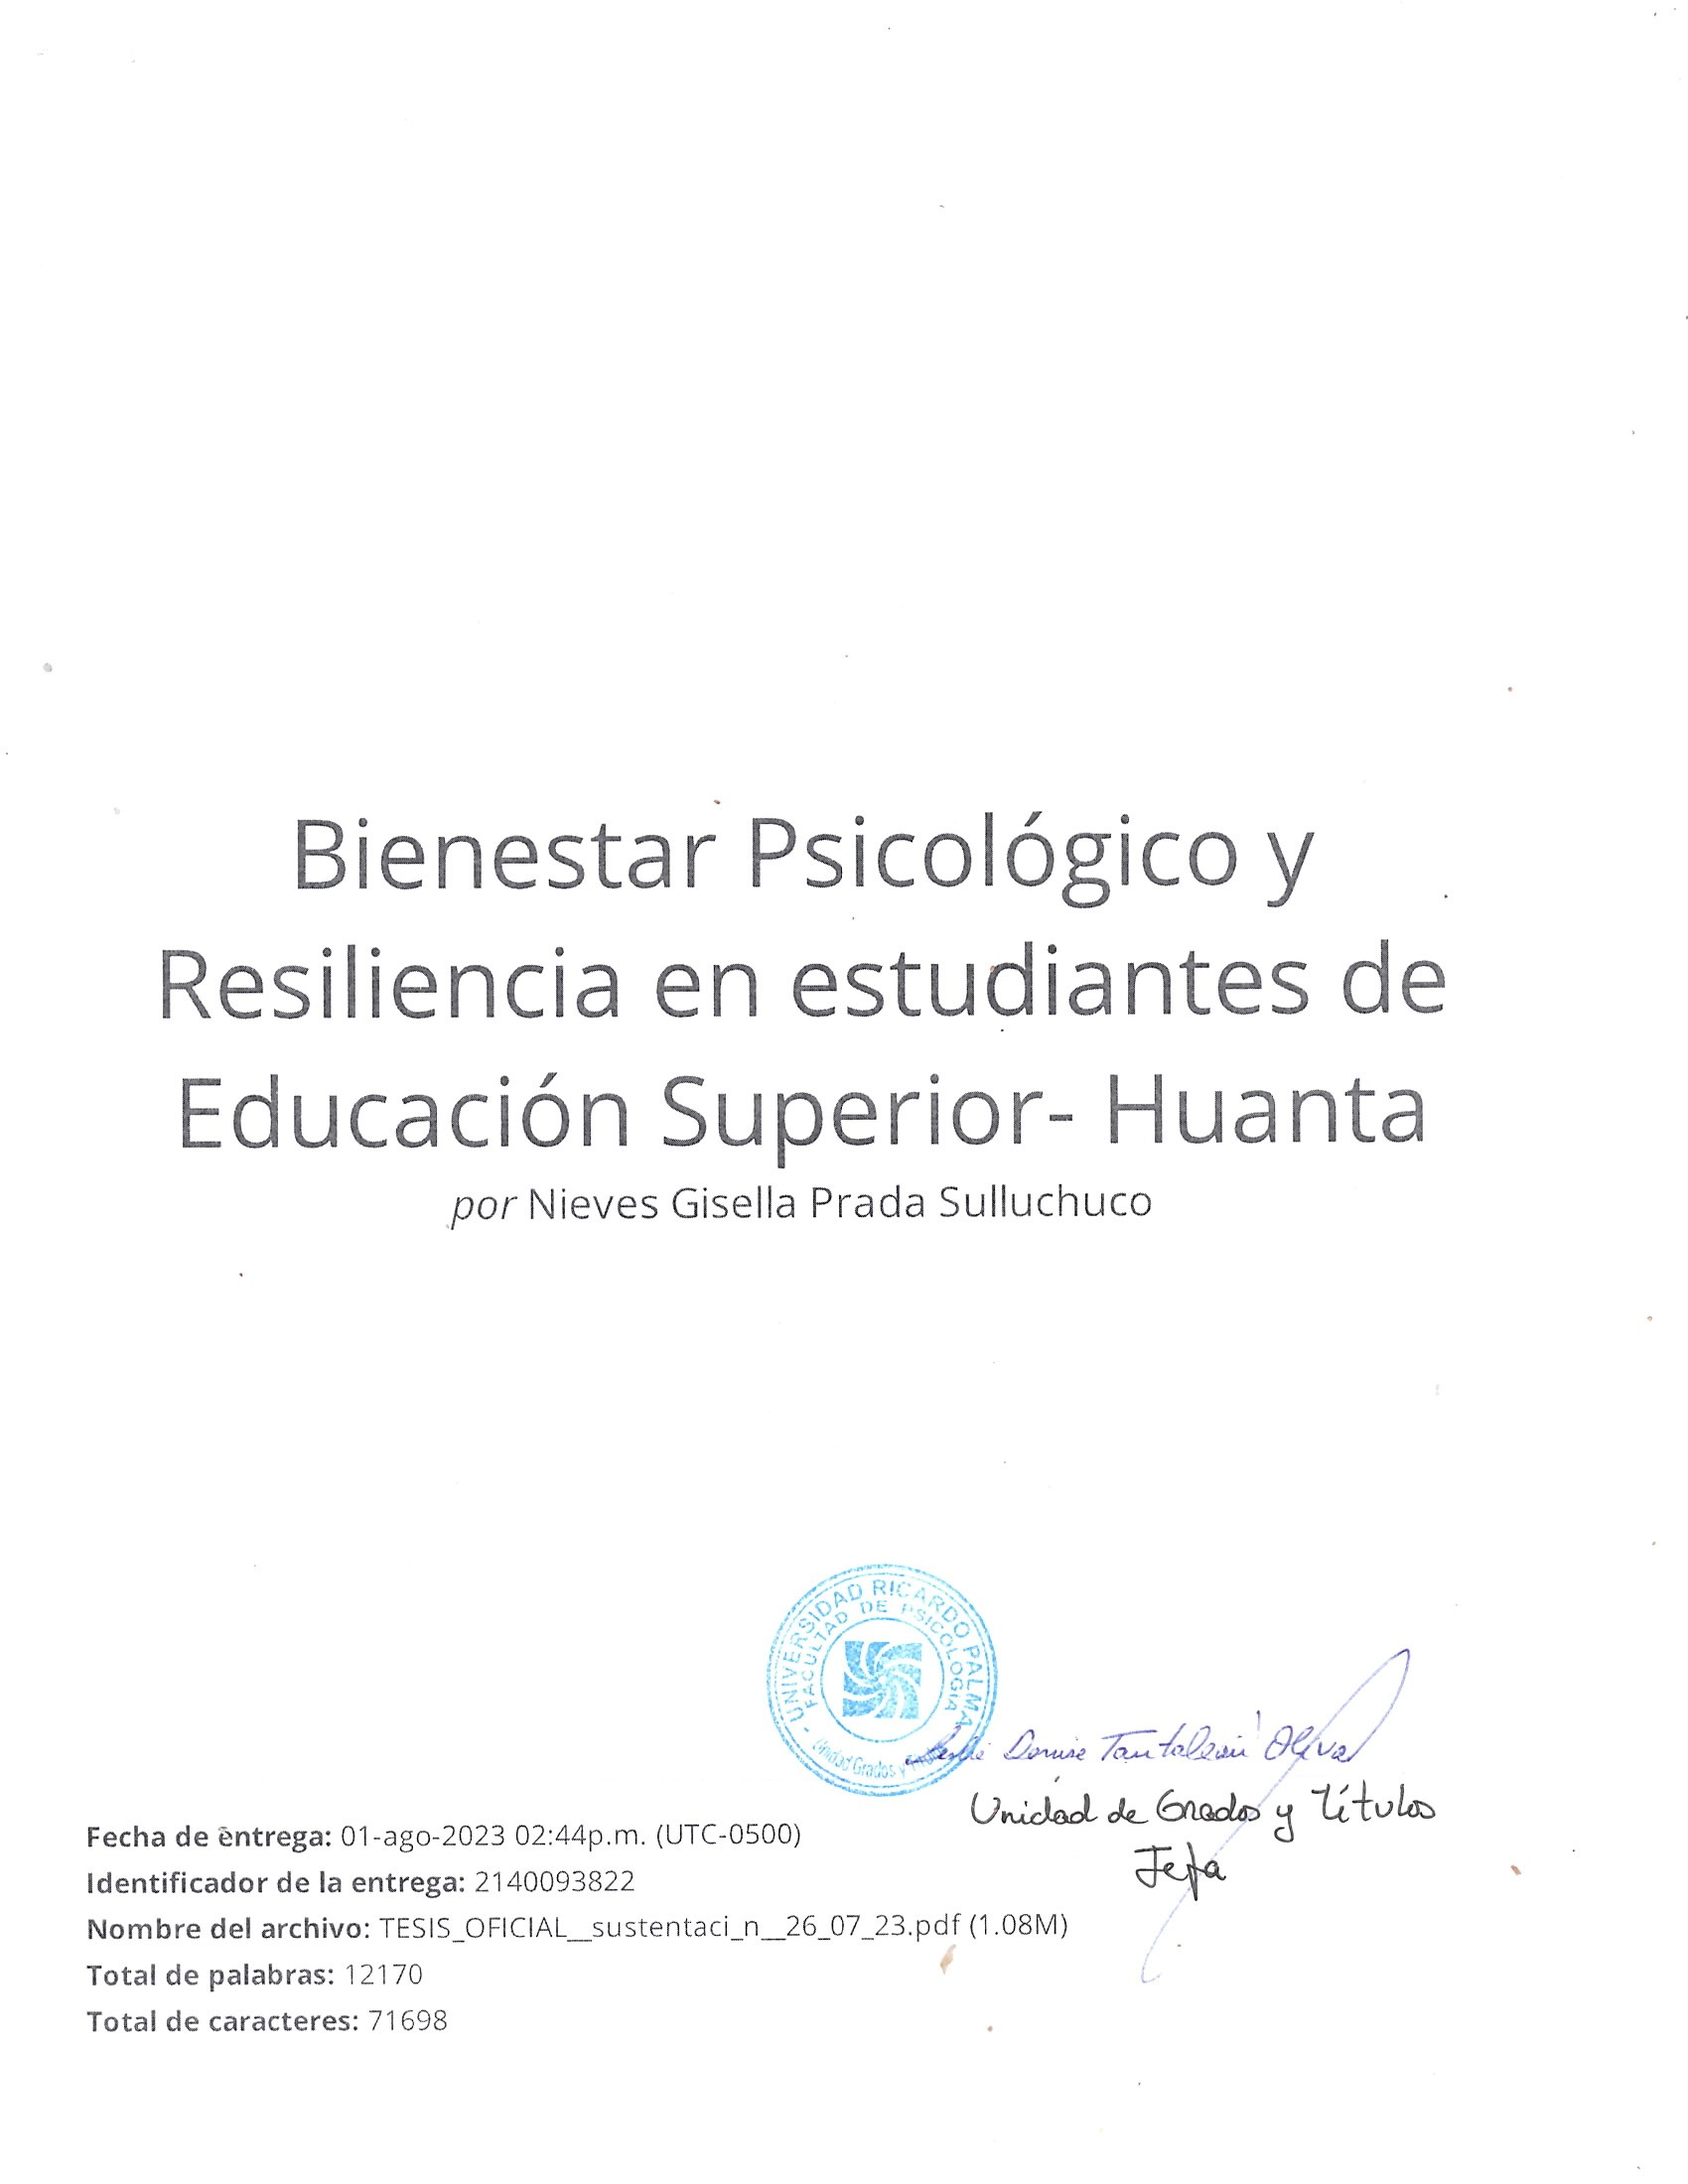 Bienestar Psicológico y
Resiliencia en estudiantes de
Educación Superior- Huanta
por Nieves Gisella Prada Sulluchuco
- UNIVERSIDAD RICARDO PALMA -
FACULTAD DE PSICOLOGIA
Unidad Grados y
Denise Tantaleán Oliva
Unidad de Grados y Títulos
Jefa
Fecha de entrega: 01-ago-2023 02:44p.m. (UTC-0500)
Identificador de la entrega: 2140093822
Nombre del archivo: TESIS_OFICIAL__sustentaci_n__26_07_23.pdf (1.08M)
Total de palabras: 12170
Total de caracteres: 71698